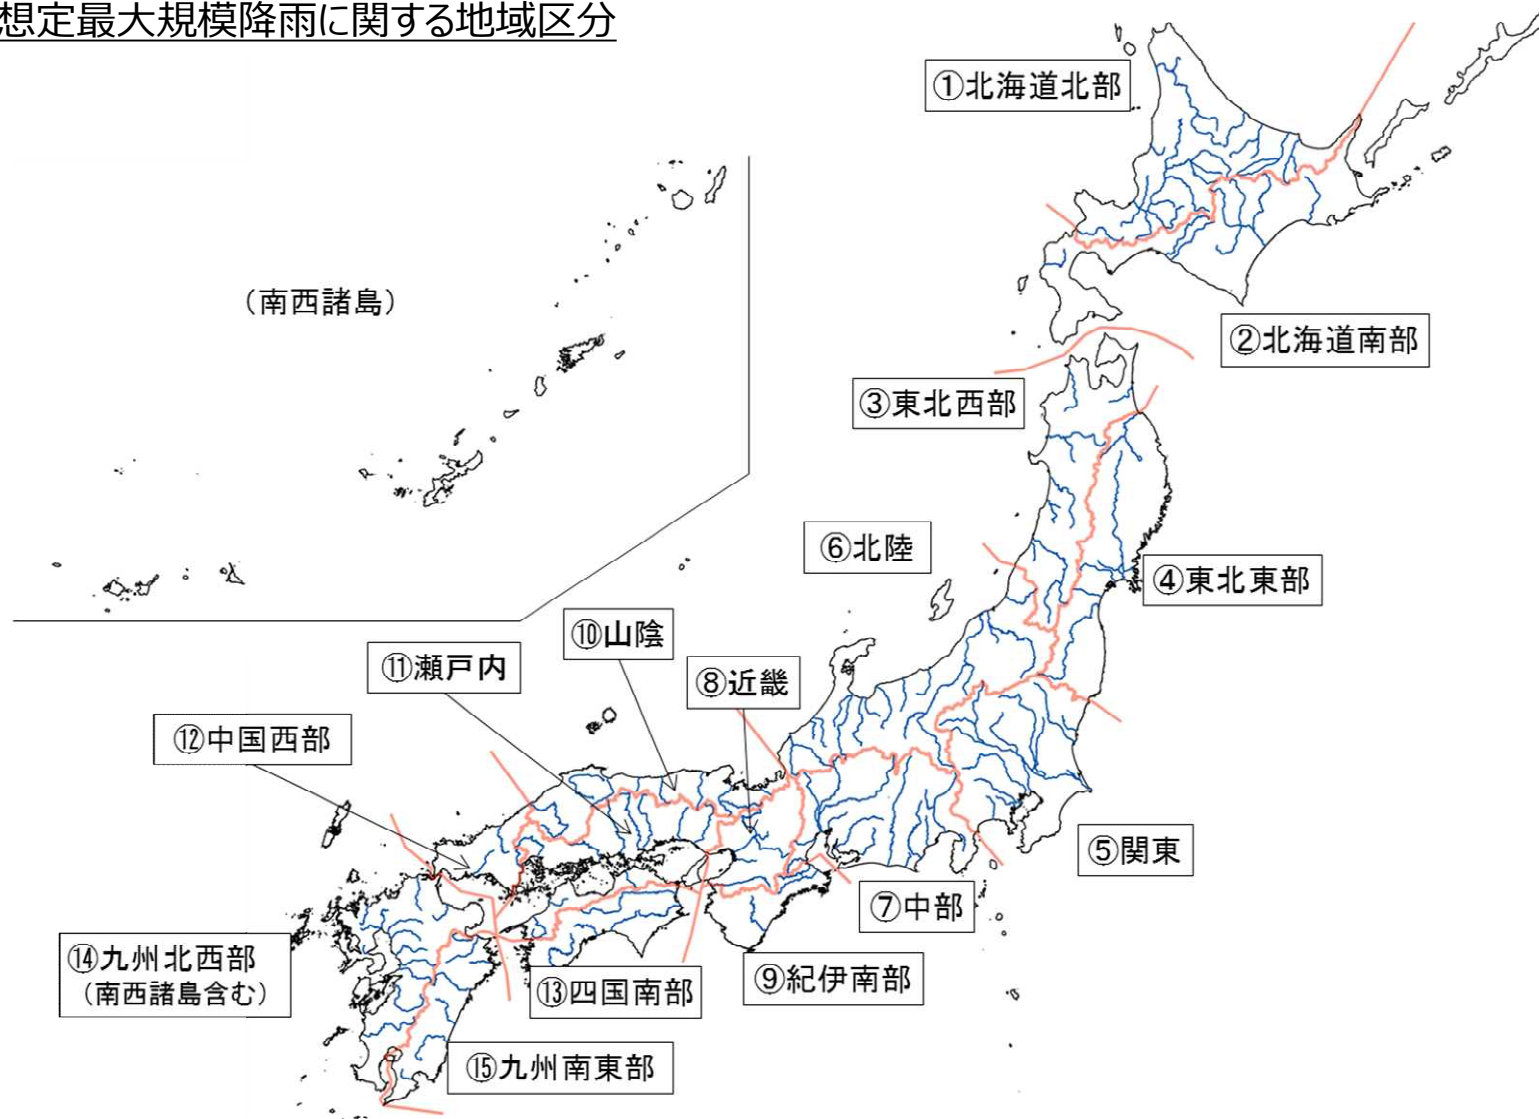 想定最大規模降雨に関する地域区分
①北海道北部
（南西諸島）
②北海道南部
③東北西部
⑥北陸
④東北東部
⑩山陰
⑪瀬戸内
⑧近畿
⑫中国西部
⑤関東
⑦中部
⑭九州北西部
（南西諸島含む）
⑬四国南部
⑨紀伊南部
⑮九州南東部